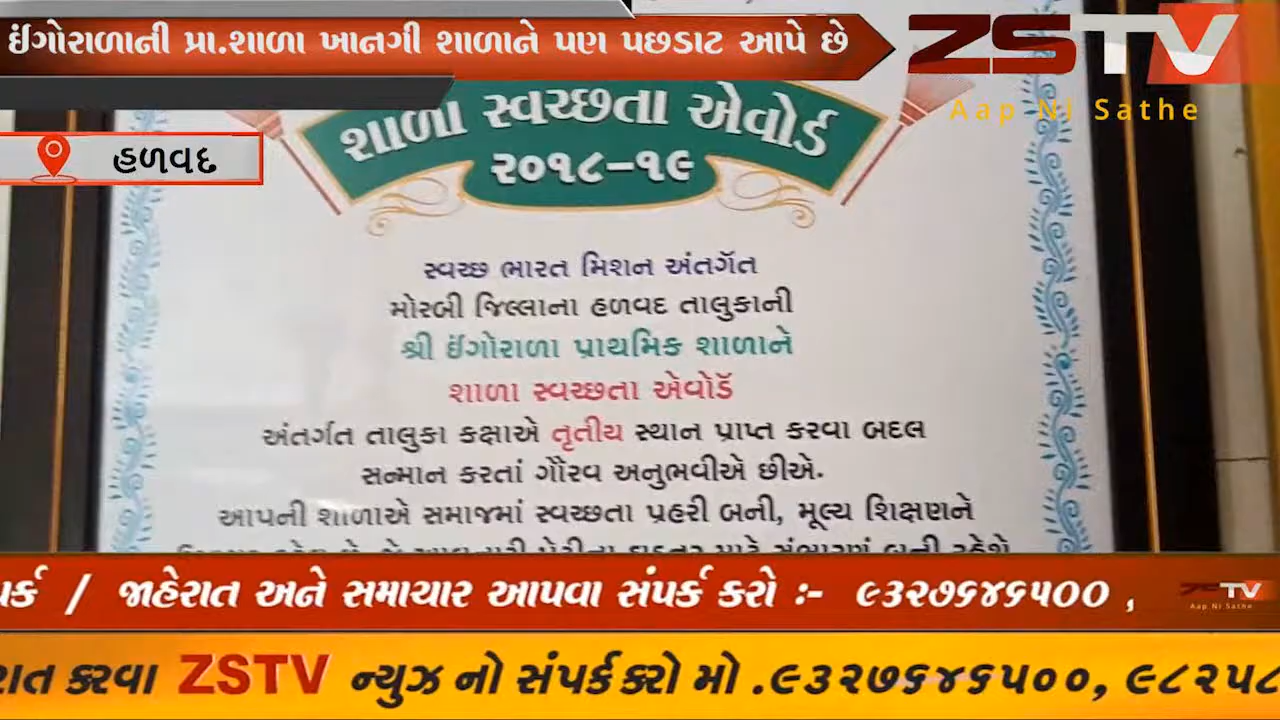 ઈંગોરાળાની પ્રા.શાળા ખાનગી શાળાને પણ પછડાટ આપે છે
ZSTV
Aap Ni Sathe
હળવદ
શાળા સ્વચ્છતા એવોર્ડ
૨૦૧૮-૧૯
સ્વચ્છ ભારત મિશન અંતર્ગત
મોરબી જિલ્લાના હળવદ તાલુકાની
શ્રી ઈંગોરાળા પ્રાથમિક શાળાને
શાળા સ્વચ્છતા એવોર્ડ
અંતર્ગત તાલુકા કક્ષાએ તૃતીય સ્થાન પ્રાપ્ત કરવા બદલ
સન્માન કરતાં ગૌરવ અનુભવીએ છીએ.
આપની શાળાએ સમાજમાં સ્વચ્છતા પ્રહરી બની, મૂલ્ય શિક્ષણને
/ જાહેરાત અને સમાચાર આપવા સંપર્ક કરો :- ૯૩૨૭૬૪૬૫૦૦ ,
ZSTV
Aap Ni Sathe
કરવા ZSTV ન્યુઝ નો સંપર્ક કરો મો .૯૩૨૭૬૪૬૫૦૦, ૯૮૨૫૮